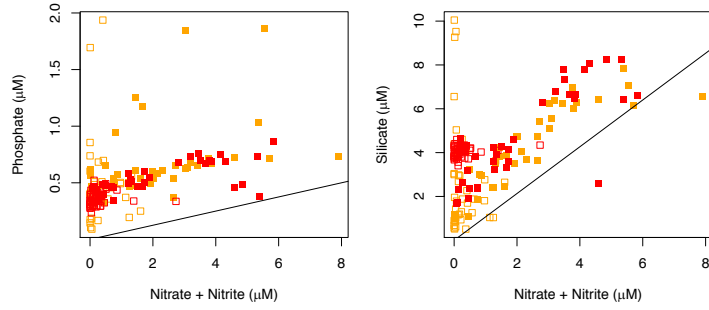 Phosphate (μM)
2.0
1.5
1.0
0.5
0 2 4 6 8
Nitrate + Nitrite (μM)
Silicate (μM)
10
8
6
4
2
0 2 4 6 8
Nitrate + Nitrite (μM)